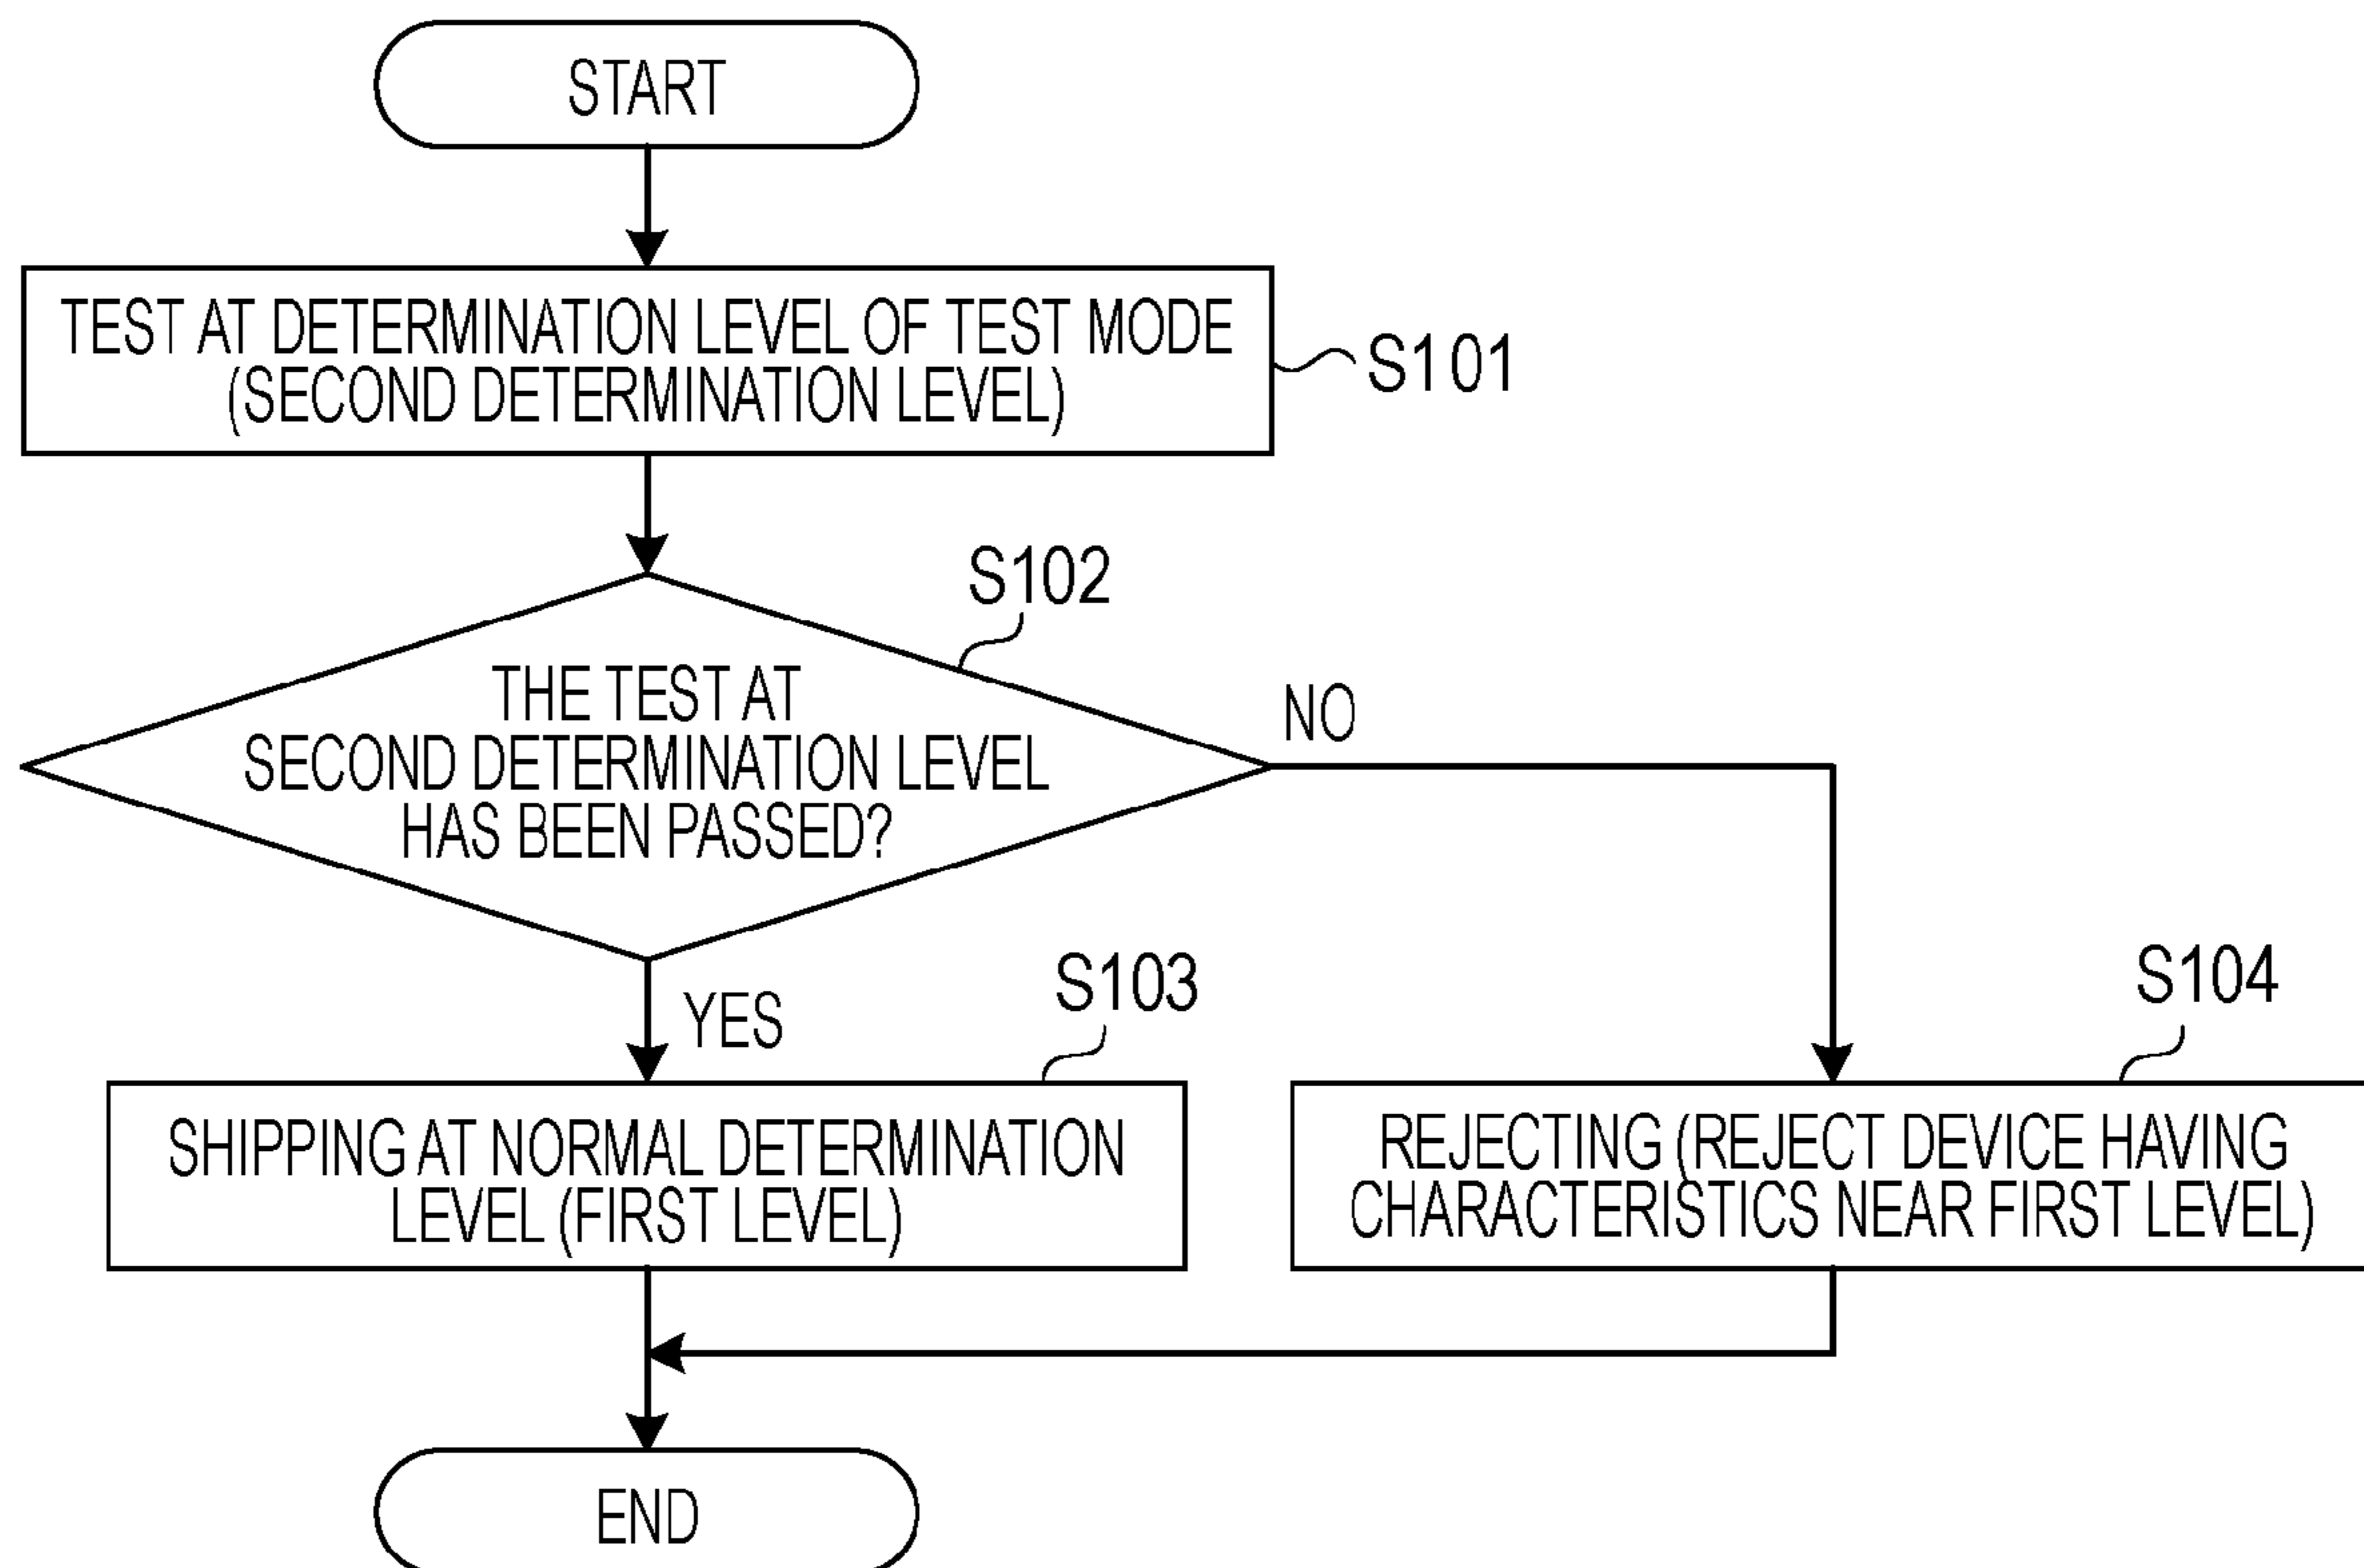 START
TEST AT DETERMINATION LEVEL OF TEST MODE
(SECOND DETERMINATION LEVEL)
S101
S102
THE TEST AT
SECOND DETERMINATION LEVEL
HAS BEEN PASSED?
NO
YES
S103
SHIPPING AT NORMAL DETERMINATION
LEVEL (FIRST LEVEL)
S104
REJECTING (REJECT DEVICE HAVING
CHARACTERISTICS NEAR FIRST LEVEL)
END